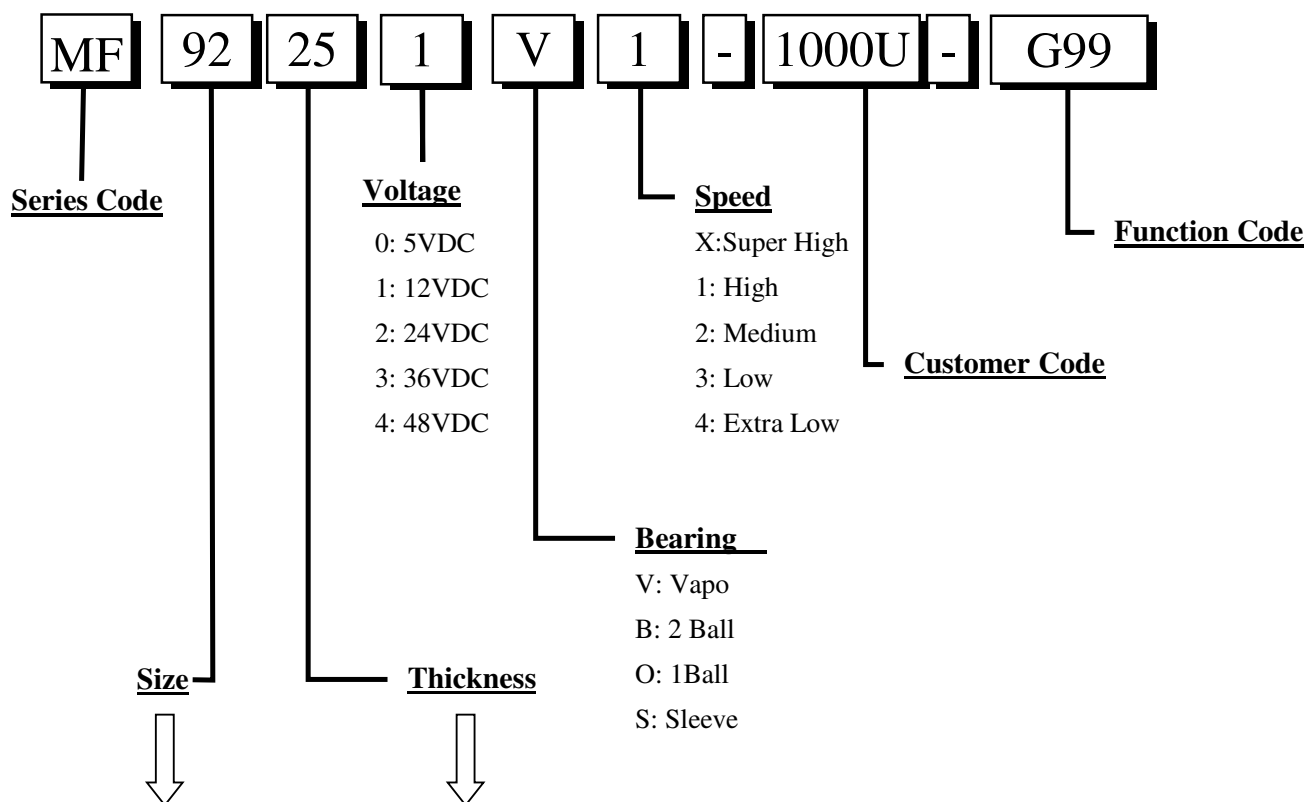 MF 92 25 1 V 1 - 1000U - G99
Series Code
Voltage
0: 5VDC
1: 12VDC
2: 24VDC
3: 36VDC
4: 48VDC
Speed
X:Super High
1: High
2: Medium
3: Low
4: Extra Low
Function Code
Customer Code
Bearing
V: Vapo
B: 2 Ball
O: 1Ball
S: Sleeve
Size
Thickness